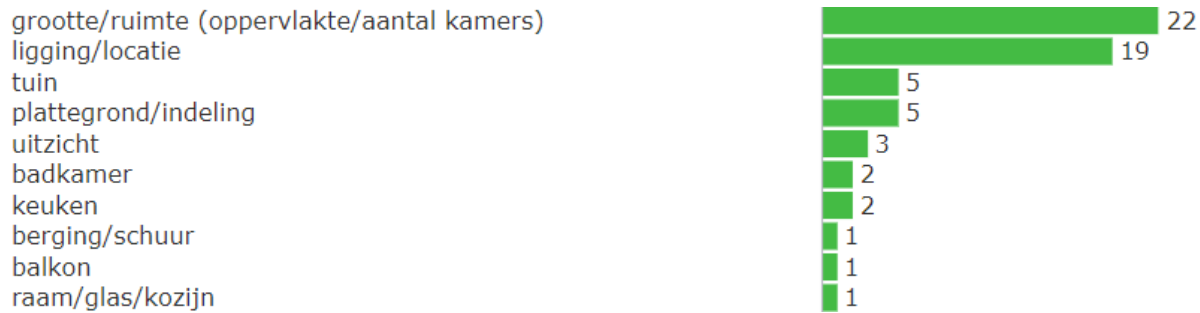 grootte/ruimte (oppervlakte/aantal kamers) 22
ligging/locatie 19
tuin 5
plattegrond/indeling 5
uitzicht 3
badkamer 2
keuken 2
berging/schuur 1
balkon 1
raam/glas/kozijn 1